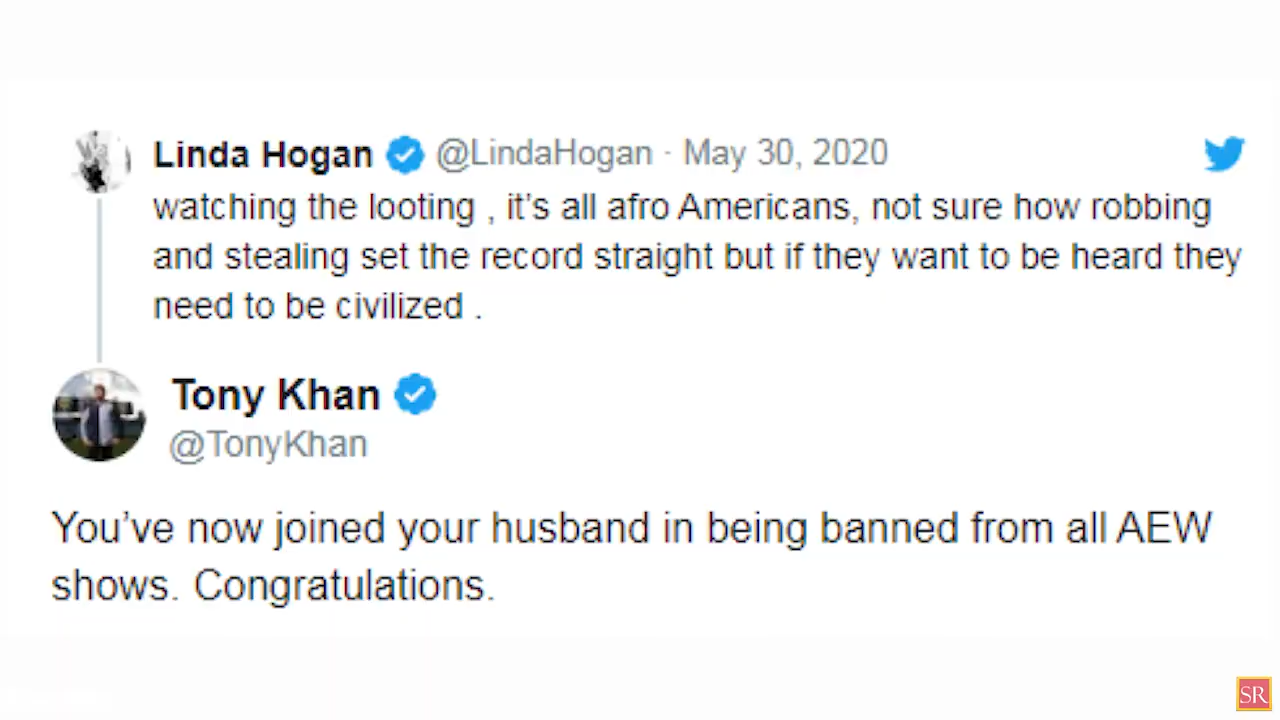 Linda Hogan @LindaHogan · May 30, 2020
watching the looting , it's all afro Americans, not sure how robbing
and stealing set the record straight but if they want to be heard they
need to be civilized .
Tony Khan
@TonyKhan
You've now joined your husband in being banned from all AEW
shows. Congratulations.
SR